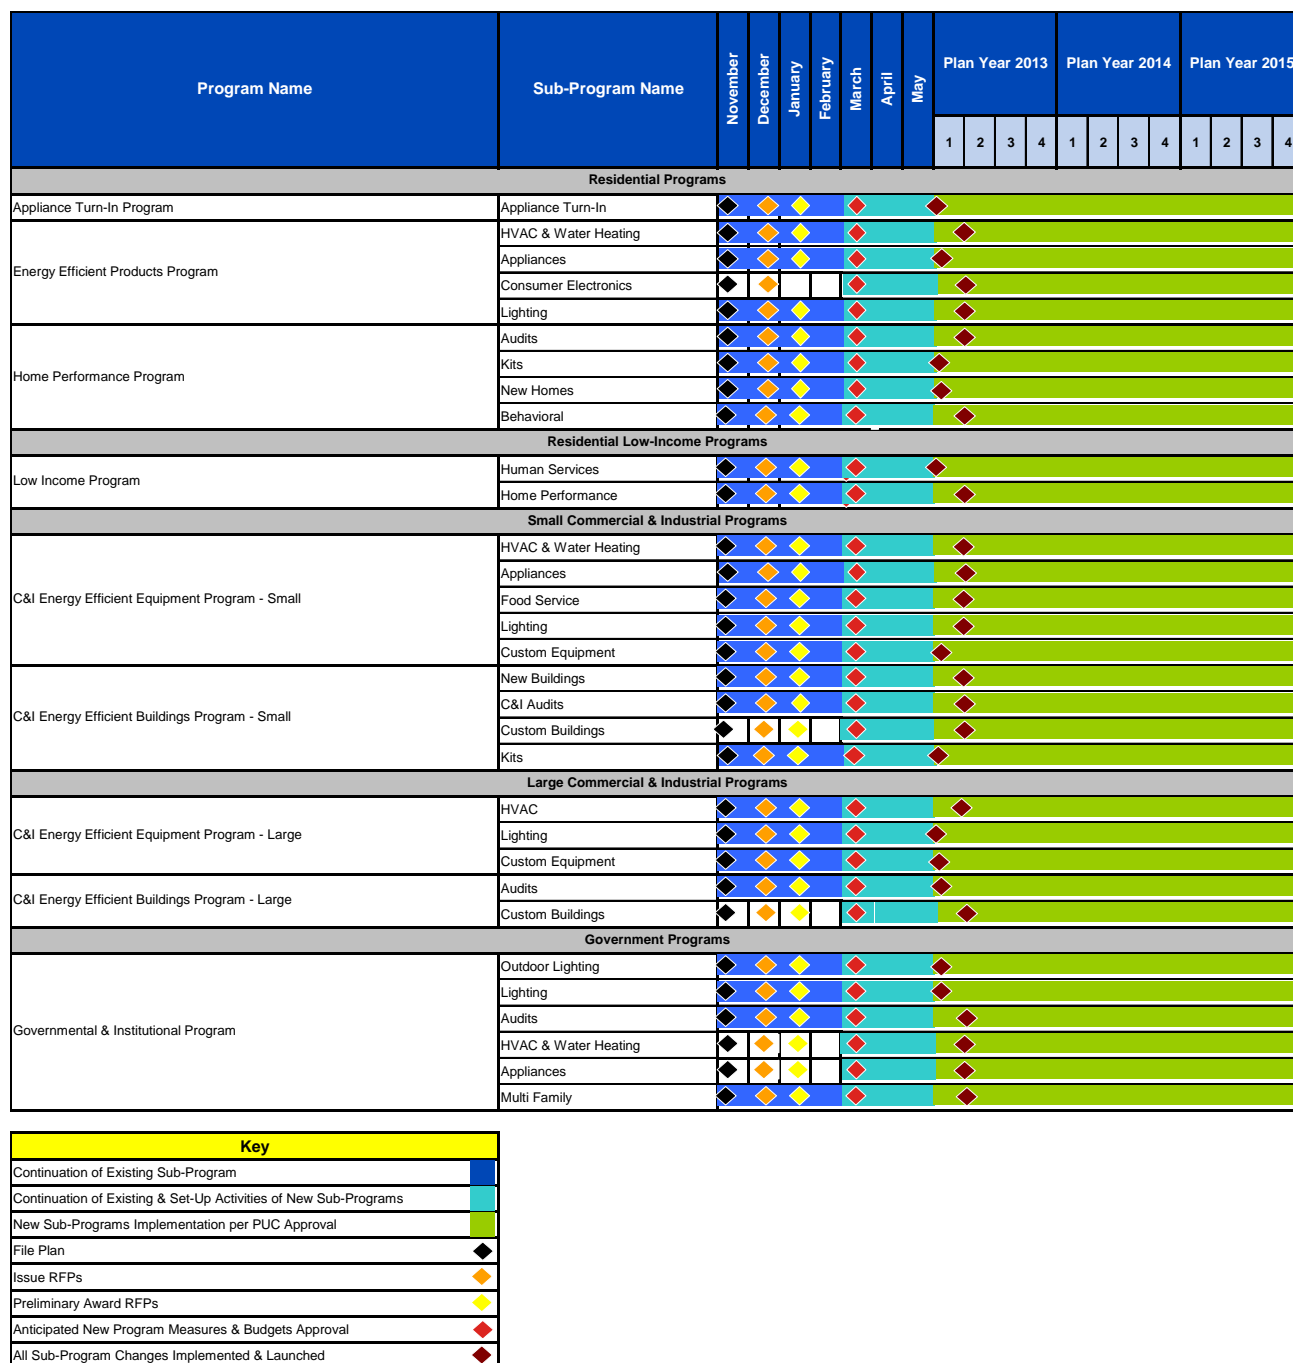 Program Name
Sub-Program Name
November
December
January
February
March
April
May
Plan Year 2013
Plan Year 2014
Plan Year 2015
1 2 3 4 1 2 3 4 1 2 3 4
Residential Programs
Appliance Turn-In Program
Appliance Turn-In
Energy Efficient Products Program
HVAC & Water Heating
Appliances
Consumer Electronics
Lighting
Home Performance Program
Audits
Kits
New Homes
Behavioral
Residential Low-Income Programs
Low Income Program
Human Services
Home Performance
Small Commercial & Industrial Programs
C&I Energy Efficient Equipment Program - Small
HVAC & Water Heating
Appliances
Food Service
Lighting
Custom Equipment
C&I Energy Efficient Buildings Program - Small
New Buildings
C&I Audits
Custom Buildings
Kits
Large Commercial & Industrial Programs
C&I Energy Efficient Equipment Program - Large
HVAC
Lighting
Custom Equipment
C&I Energy Efficient Buildings Program - Large
Audits
Custom Buildings
Government Programs
Governmental & Institutional Program
Outdoor Lighting
Lighting
Audits
HVAC & Water Heating
Appliances
Multi Family
Key
Continuation of Existing Sub-Program
Continuation of Existing & Set-Up Activities of New Sub-Programs
New Sub-Programs Implementation per PUC Approval
File Plan
Issue RFPs
Preliminary Award RFPs
Anticipated New Program Measures & Budgets Approval
All Sub-Program Changes Implemented & Launched